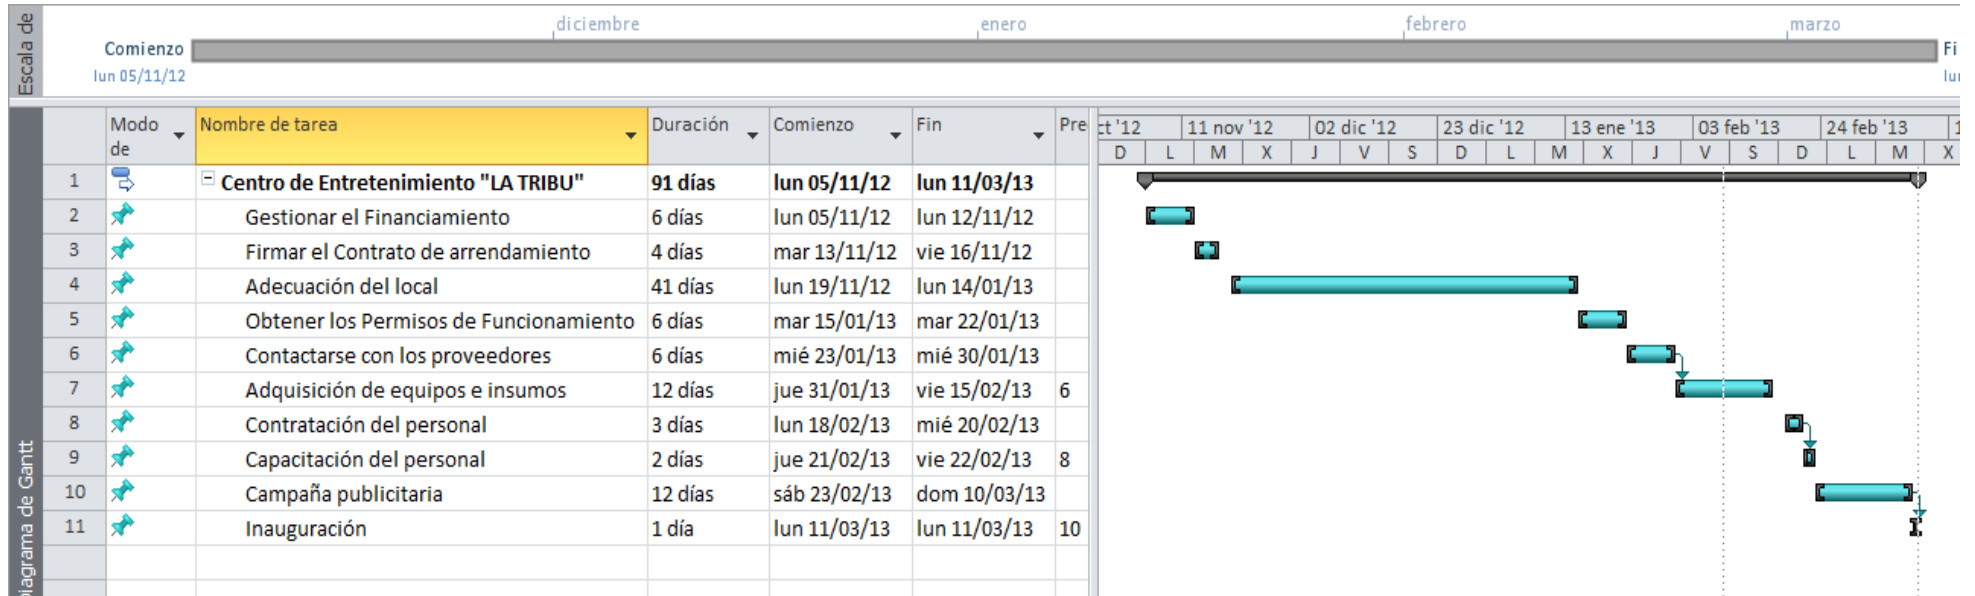 Escala de
diciembre enero febrero marzo
Comienzo Fi
lun 05/11/12 lu
Diagrama de Gantt
Modo de Nombre de tarea Duración Comienzo Fin Pre ct '12 11 nov '12 02 dic '12 23 dic '12 13 ene '13 03 feb '13 24 feb '13 1
D L M X J V S D L M X J V S D L M X
1 Centro de Entretenimiento "LA TRIBU" 91 días lun 05/11/12 lun 11/03/13
2 Gestionar el Financiamiento 6 días lun 05/11/12 lun 12/11/12
3 Firmar el Contrato de arrendamiento 4 días mar 13/11/12 vie 16/11/12
4 Adecuación del local 41 días lun 19/11/12 lun 14/01/13
5 Obtener los Permisos de Funcionamiento 6 días mar 15/01/13 mar 22/01/13
6 Contactarse con los proveedores 6 días mié 23/01/13 mié 30/01/13
7 Adquisición de equipos e insumos 12 días jue 31/01/13 vie 15/02/13 6
8 Contratación del personal 3 días lun 18/02/13 mié 20/02/13
9 Capacitación del personal 2 días jue 21/02/13 vie 22/02/13 8
10 Campaña publicitaria 12 días sáb 23/02/13 dom 10/03/13
11 Inauguración 1 día lun 11/03/13 lun 11/03/13 10